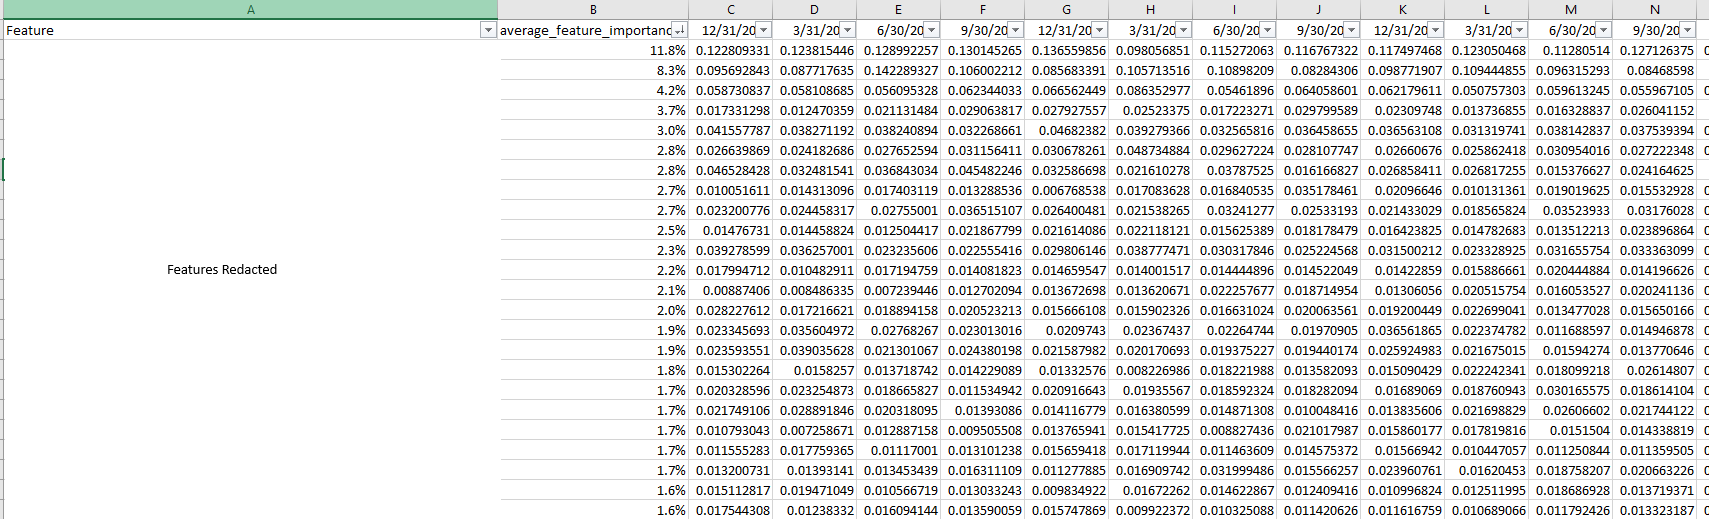 A B C D E F G H I J K L M N
Feature average_feature_importanc 12/31/20 3/31/20 6/30/20 9/30/20 12/31/20 3/31/20 6/30/20 9/30/20 12/31/20 3/31/20 6/30/20 9/30/20
11.8% 0.122809331 0.123815446 0.128992257 0.130145265 0.136559856 0.098056851 0.115272063 0.116767322 0.117497468 0.123050468 0.11280514 0.127126375
8.3% 0.095692843 0.087717635 0.142289327 0.106002212 0.085683391 0.105713516 0.10898209 0.08284306 0.098771907 0.109444855 0.096315293 0.08468598
4.2% 0.058730837 0.058108685 0.056095328 0.062344033 0.066562449 0.086352977 0.05461896 0.064058601 0.062179611 0.050757303 0.059613245 0.055967105
3.7% 0.017331298 0.012470359 0.021131484 0.029063817 0.027927557 0.02523375 0.017223271 0.029799589 0.02309748 0.013736855 0.016328837 0.026041152
3.0% 0.041557787 0.038271192 0.038240894 0.032268661 0.04682382 0.039279366 0.032565816 0.036458655 0.036563108 0.031319741 0.038142837 0.037539394
2.8% 0.026639869 0.024182686 0.027652594 0.031156411 0.030678261 0.048734884 0.029627224 0.028107747 0.02660676 0.025862418 0.030954016 0.027222348
2.8% 0.046528428 0.032481541 0.036843034 0.045482246 0.032586698 0.021610278 0.03787525 0.016166827 0.026858411 0.026817255 0.015376627 0.024164625
2.7% 0.010051611 0.014313096 0.017403119 0.013288536 0.006768538 0.017083628 0.016840535 0.035178461 0.02096646 0.010131361 0.019019625 0.015532928
2.7% 0.023200776 0.024458317 0.02755001 0.036515107 0.026400481 0.021538265 0.03241277 0.02533193 0.021433029 0.018565824 0.03523933 0.03176028
2.5% 0.01476731 0.014458824 0.012504417 0.021867799 0.021614086 0.022118121 0.015625389 0.018178479 0.016423825 0.014782683 0.013512213 0.023896864
2.3% 0.039278599 0.036257001 0.023235606 0.022555416 0.029806146 0.038777471 0.030317846 0.025224568 0.031500212 0.023328925 0.031655754 0.033363099
Features Redacted 2.2% 0.017994712 0.010482911 0.017194759 0.014081823 0.014659547 0.014001517 0.014444896 0.014522049 0.01422859 0.015886661 0.020444884 0.014196626
2.1% 0.00887406 0.008486335 0.007239446 0.012702094 0.013672698 0.013620671 0.022257677 0.018714954 0.01306056 0.020515754 0.016053527 0.020241136
2.0% 0.028227612 0.017216621 0.018894158 0.020523213 0.015666108 0.015902326 0.016631024 0.020063561 0.019200449 0.022699041 0.013477028 0.015650166
1.9% 0.023345693 0.035604972 0.02768267 0.023013016 0.0209743 0.02367437 0.02264744 0.01970905 0.036561865 0.022374782 0.011688597 0.014946878
1.9% 0.023593551 0.039035628 0.021301067 0.024380198 0.021587982 0.020170693 0.019375227 0.019440174 0.025924983 0.021675015 0.01594274 0.013770646
1.8% 0.015302264 0.0158257 0.013718742 0.014229089 0.01332576 0.008226986 0.018221988 0.013582093 0.015090429 0.022242341 0.018099218 0.02614807
1.7% 0.020328596 0.023254873 0.018665827 0.011534942 0.020916643 0.01935567 0.018592324 0.018282094 0.01689069 0.018760943 0.030165575 0.018614104
1.7% 0.021749106 0.028891846 0.020318095 0.01393086 0.014116779 0.016380599 0.014871308 0.010048416 0.013835606 0.021698829 0.02606602 0.021744122
1.7% 0.010793043 0.007258671 0.012887158 0.009505508 0.013765941 0.015417725 0.008827436 0.021017987 0.015860177 0.017819816 0.0151504 0.014338819
1.7% 0.011555283 0.017759365 0.01117001 0.013101238 0.015659418 0.017119944 0.011463609 0.014575372 0.01566942 0.010447057 0.011250844 0.011359505
1.7% 0.013200731 0.01393141 0.013453439 0.016311109 0.011277885 0.016909742 0.031999486 0.015566257 0.023960761 0.01620453 0.018758207 0.020663226
1.6% 0.015112817 0.019471049 0.010566719 0.013033243 0.009834922 0.01672262 0.014622867 0.012409416 0.010996824 0.012511995 0.018686928 0.013719371
1.6% 0.017544308 0.01238332 0.016094144 0.013590059 0.015747869 0.009922372 0.010325088 0.011420626 0.011616759 0.010689066 0.011792426 0.013323187